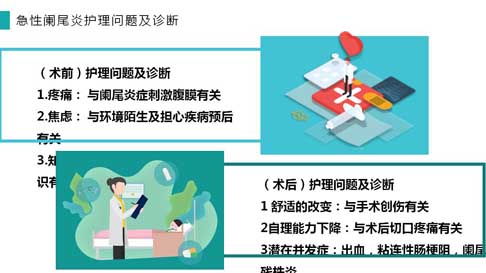 急性阑尾炎护理问题及诊断
（术前）护理问题及诊断
1.疼痛： 与阑尾炎症刺激腹膜有关
2.焦虑： 与环境陌生及担心疾病预后
有关
3.知
识有
（术后）护理问题及诊断
1 舒适的改变：与手术创伤有关
2自理能力下降：与术后切口疼痛有关
3潜在并发症：出血，粘连性肠梗阻，阑尾
残株炎